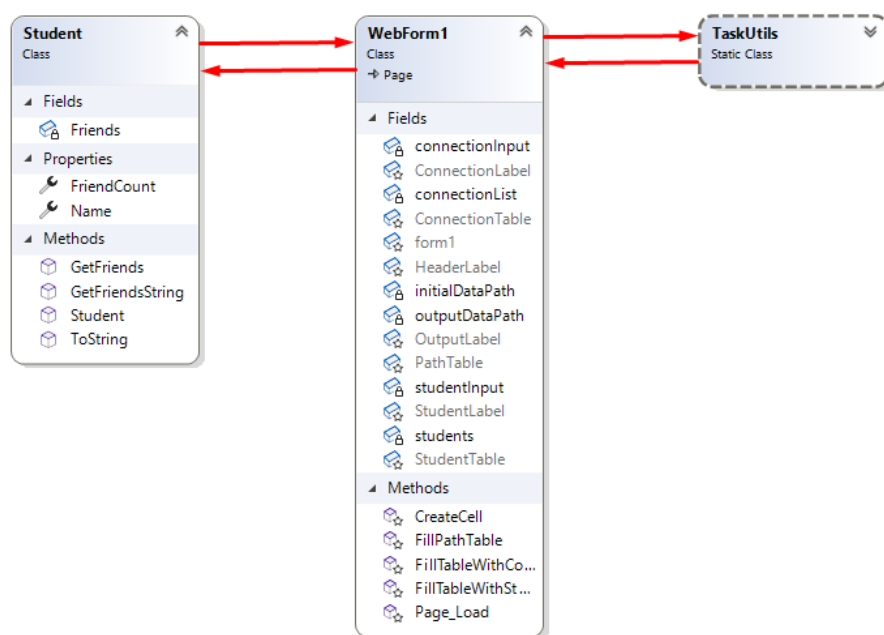 Student
Class
Fields
Friends
Properties
FriendCount
Name
Methods
GetFriends
GetFriendsString
Student
ToString
WebForm1
Class
Page
Fields
connectionInput
ConnectionLabel
connectionList
ConnectionTable
form1
HeaderLabel
initialDataPath
outputDataPath
OutputLabel
PathTable
studentInput
StudentLabel
students
StudentTable
Methods
CreateCell
FillPathTable
FillTableWithCo...
FillTableWithSt...
Page_Load
TaskUtils
Static Class